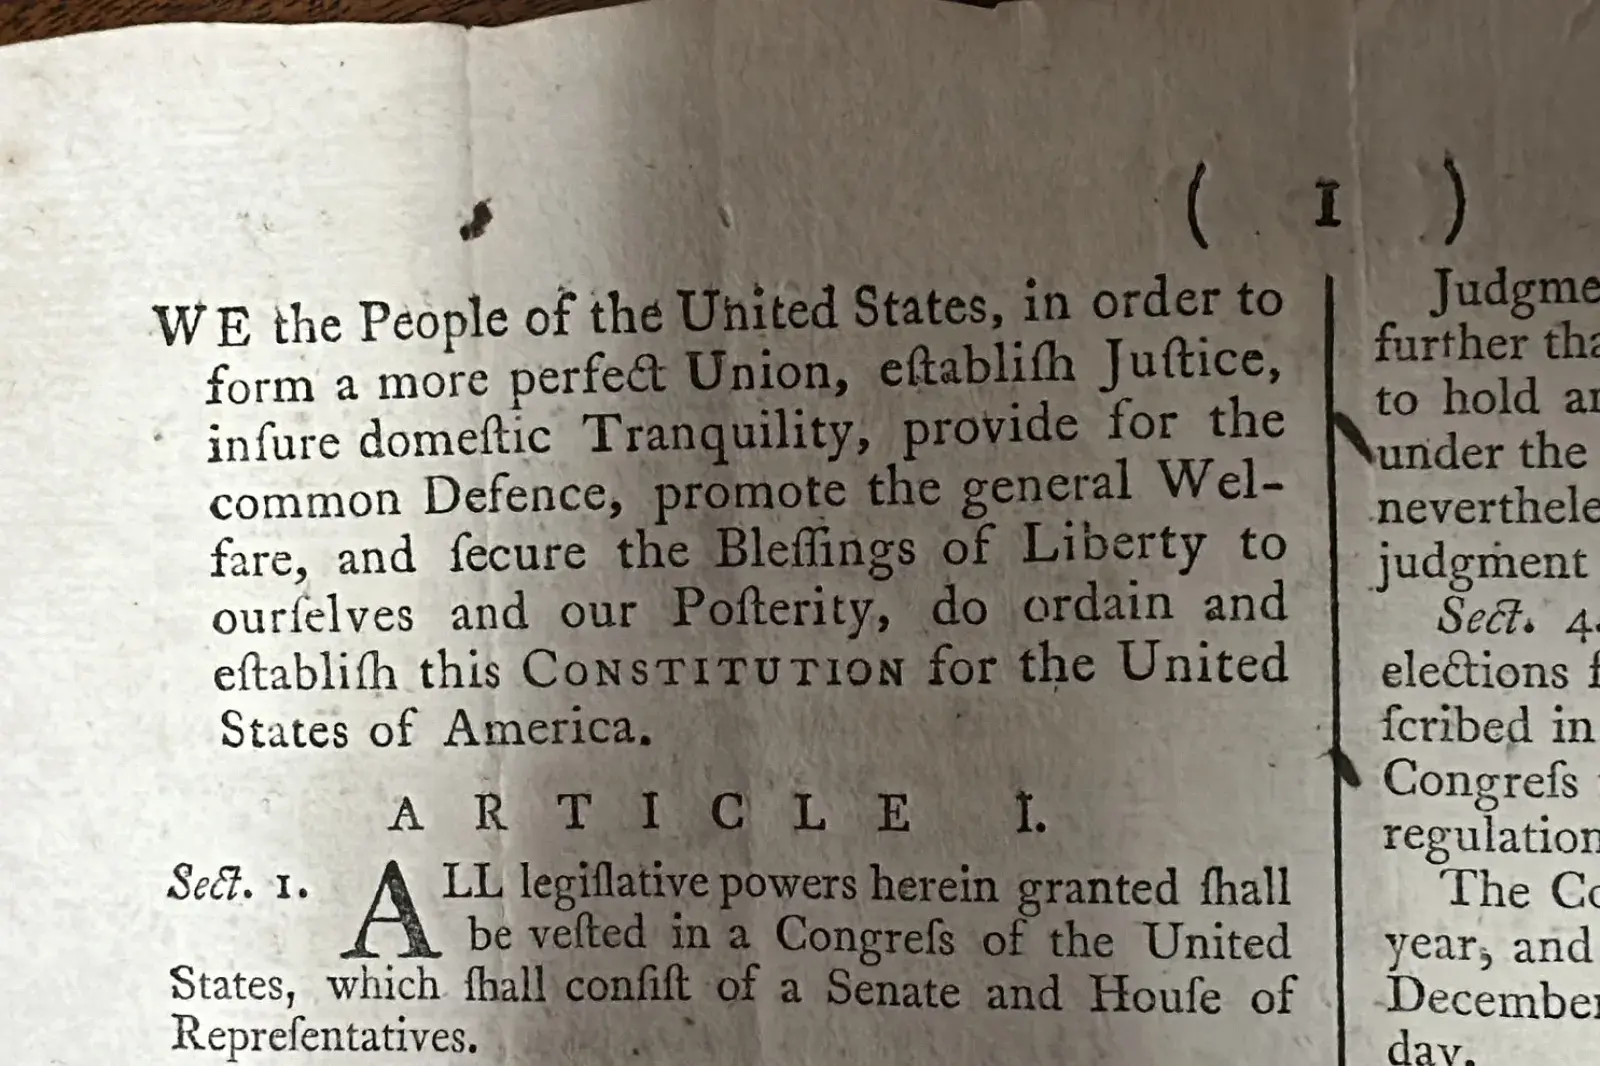 ( 1 )
WE the People of the United States, in order to
form a more perfect Union, eſtabliſh Juſtice,
inſure domeſtic Tranquility, provide for the
common Defence, promote the general Wel-
fare, and ſecure the Bleſſings of Liberty to
ourſelves and our Poſterity, do ordain and
eſtabliſh this CONSTITUTION for the United
States of America.
ARTICLE I.
Sect. 1. ALL legiſlative powers herein granted ſhall
be veſted in a Congreſs of the United
States, which ſhall conſiſt of a Senate and Houſe of
Repreſentatives.
Judgme
further tha
to hold an
under the
neverthele
judgment
Sect. 4.
elections f
ſcribed in
Congreſs
regulation
The Co
year, and
December
day.